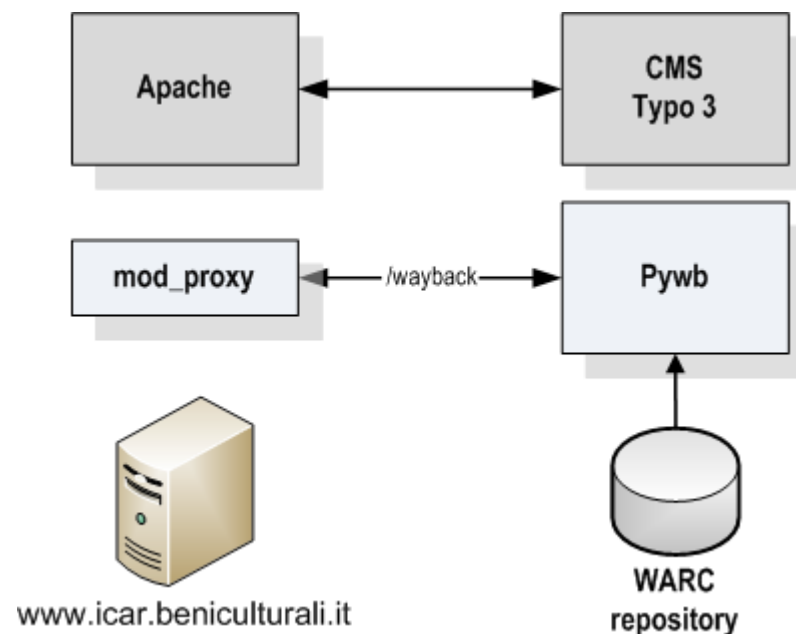 Apache
CMS
Typo 3
mod_proxy
/wayback
Pywb
www.icar.beniculturali.it
WARC
repository